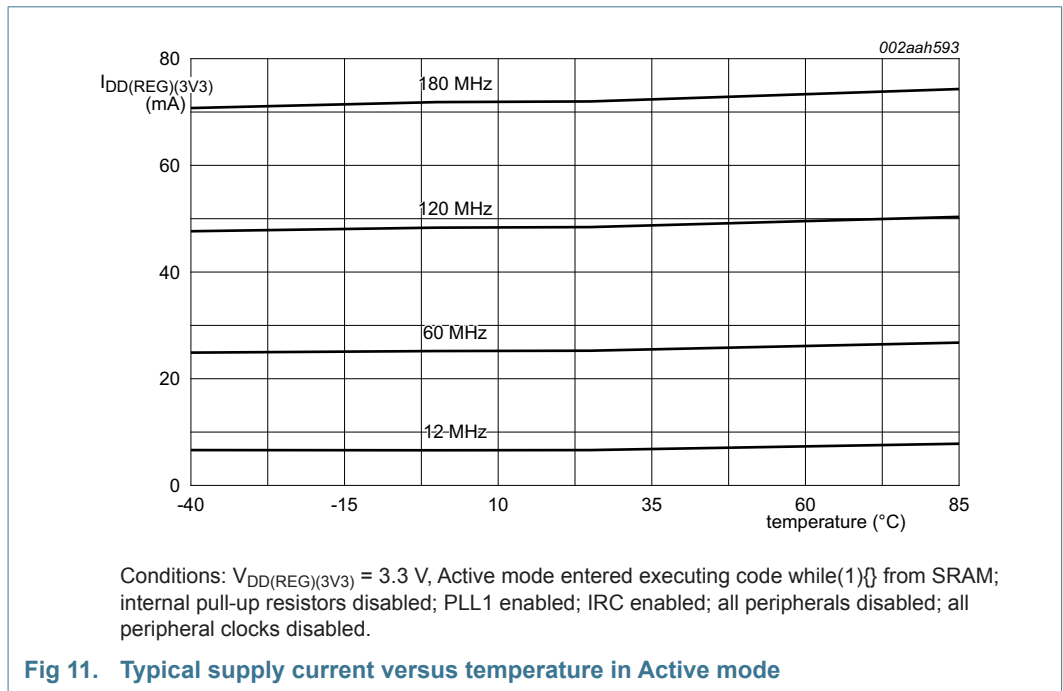 002aah593
80
I_DD(REG)(3V3)
(mA)
180 MHz
60
120 MHz
40
60 MHz
20
12 MHz
0
-40 -15 10 35 60 85
temperature (°C)
Conditions: V_DD(REG)(3V3) = 3.3 V, Active mode entered executing code while(1){} from SRAM;
internal pull-up resistors disabled; PLL1 enabled; IRC enabled; all peripherals disabled; all
peripheral clocks disabled.
Fig 11. Typical supply current versus temperature in Active mode